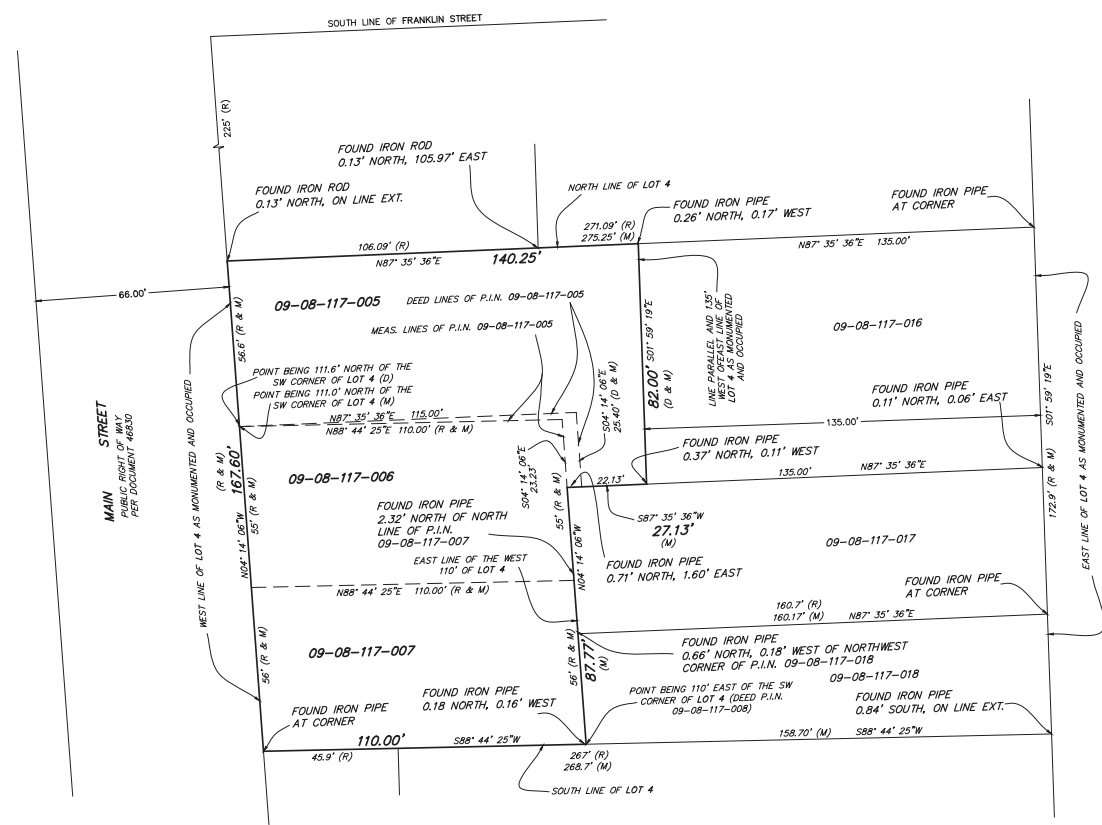 SOUTH LINE OF FRANKLIN STREET
225' (R)
FOUND IRON ROD
0.13' NORTH, 105.97' EAST
FOUND IRON ROD
0.13' NORTH, ON LINE EXT.
NORTH LINE OF LOT 4
FOUND IRON PIPE
0.26' NORTH, 0.17' WEST
FOUND IRON PIPE
AT CORNER
106.09' (R)
N87° 35' 36"E
140.25'
271.09' (R)
275.25' (M)
N87° 35' 36"E 135.00'
66.00'
56.6' (R & M)
09-08-117-005
DEED LINES OF P.I.N. 09-08-117-005
MEAS. LINES OF P.I.N. 09-08-117-005
82.00' S01° 59' 19"E
(D & M)
LINE PARALLEL AND 135'
WEST OFEAST LINE OF
LOT 4 AS MONUMENTED
AND OCCUPIED
09-08-117-016
POINT BEING 111.6' NORTH OF THE
SW CORNER OF LOT 4 (D)
POINT BEING 111.0' NORTH OF THE
SW CORNER OF LOT 4 (M)
N87° 35' 36"E 115.00'
N88° 44' 25"E 110.00' (R & M)
S04° 14' 06"E
25.40' (D & M)
S04° 14' 06"E
23.23'
FOUND IRON PIPE
0.11' NORTH, 0.06' EAST
135.00'
FOUND IRON PIPE
0.37' NORTH, 0.11' WEST
135.00' N87° 35' 36"E
22.13'
S87° 35' 36"W
27.13'
(M)
MAIN STREET
PUBLIC RIGHT OF WAY
PER DOCUMENT 46830
WEST LINE OF LOT 4 AS MONUMENTED AND OCCUPIED
N04° 14' 06"W 167.60'
(R & M)
55' (R & M)
09-08-117-006
FOUND IRON PIPE
2.32' NORTH OF NORTH
LINE OF P.I.N.
09-08-117-007
EAST LINE OF THE WEST
110' OF LOT 4
N04° 14' 06"W
55' (R & M)
FOUND IRON PIPE
0.71' NORTH, 1.60' EAST
09-08-117-017
S01° 59' 19"E
172.9' (R & M)
EAST LINE OF LOT 4 AS MONUMENTED AND OCCUPIED
N88° 44' 25"E 110.00' (R & M)
FOUND IRON PIPE
AT CORNER
160.7' (R)
160.17' (M) N87° 35' 36"E
09-08-117-007
56' (R & M)
56' (R & M)
87.77'
(M)
FOUND IRON PIPE
0.66' NORTH, 0.18' WEST OF NORTHWEST
CORNER OF P.I.N. 09-08-117-018
09-08-117-018
POINT BEING 110' EAST OF THE SW
CORNER OF LOT 4 (DEED P.I.N.
09-08-117-008)
FOUND IRON PIPE
0.84' SOUTH, ON LINE EXT.
FOUND IRON PIPE
AT CORNER
FOUND IRON PIPE
0.18 NORTH, 0.16' WEST
110.00'
S88° 44' 25"W
158.70' (M) S88° 44' 25"W
45.9' (R)
267' (R)
268.7' (M)
SOUTH LINE OF LOT 4